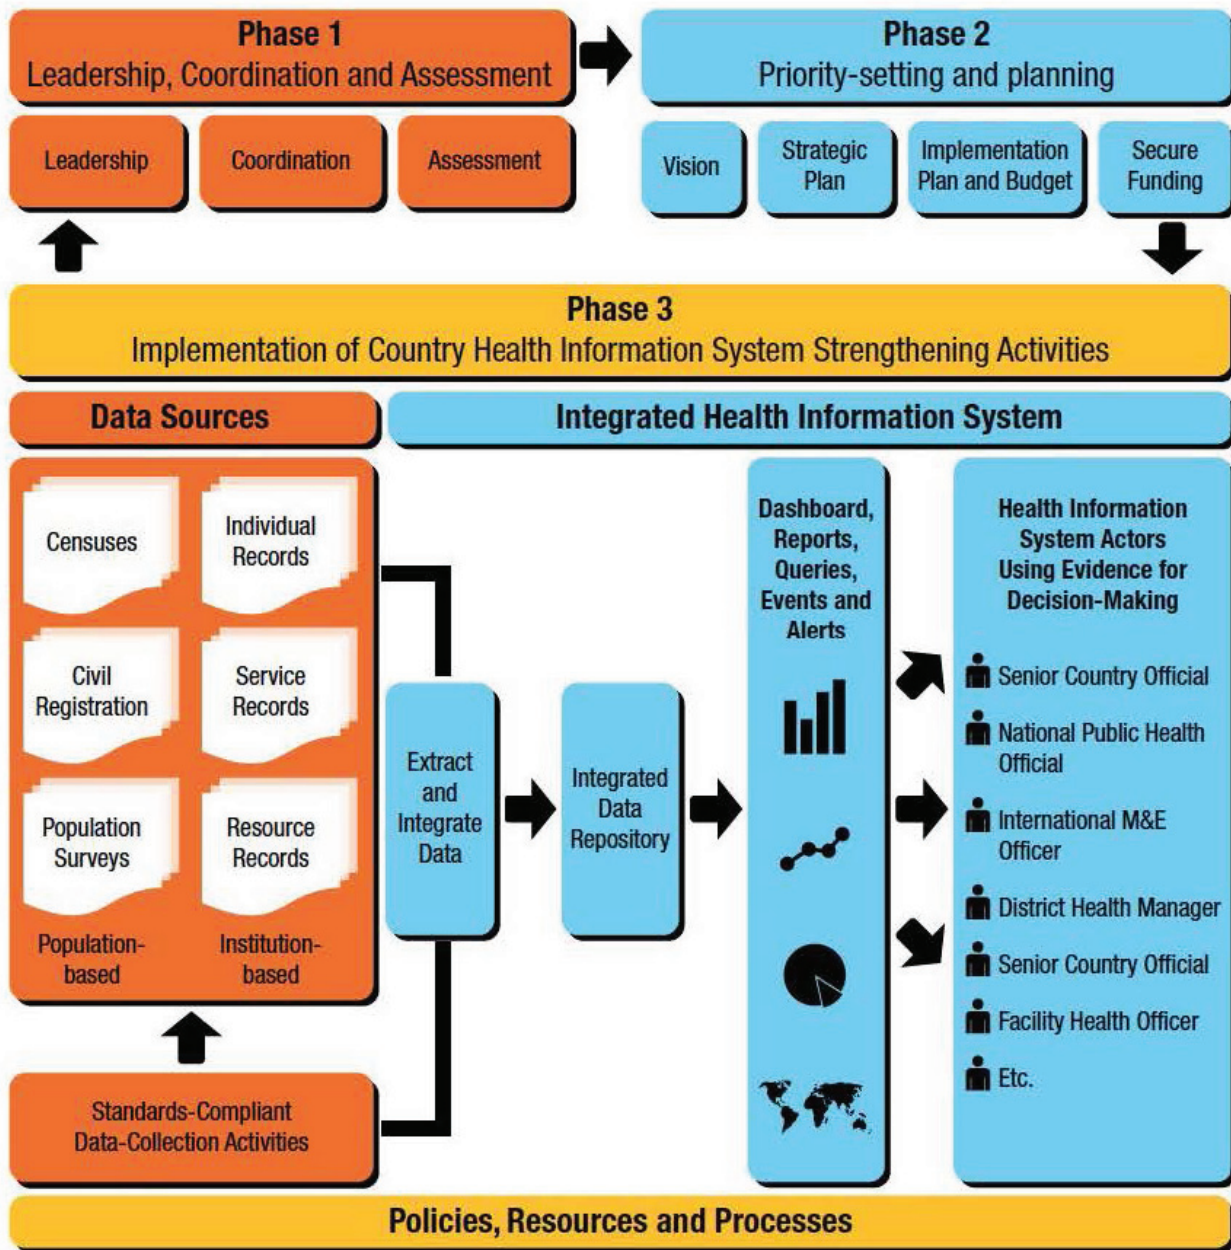 Phase 1
Leadership, Coordination and Assessment
Phase 2
Priority-setting and planning
Leadership
Coordination
Assessment
Vision
Strategic
Plan
Implementation
Plan and Budget
Secure
Funding
Phase 3
Implementation of Country Health Information System Strengthening Activities
Data Sources
Integrated Health Information System
Censuses
Individual
Records
Civil
Registration
Service
Records
Population
Surveys
Resource
Records
Population-
based
Institution-
based
Standards-Compliant
Data-Collection Activities
Extract
and
Integrate
Data
Integrated
Data
Repository
Dashboard,
Reports,
Queries,
Events and
Alerts
Health Information
System Actors
Using Evidence for
Decision-Making
Senior Country Official
National Public Health
Official
International M&E
Officer
District Health Manager
Senior Country Official
Facility Health Officer
Etc.
Policies, Resources and Processes